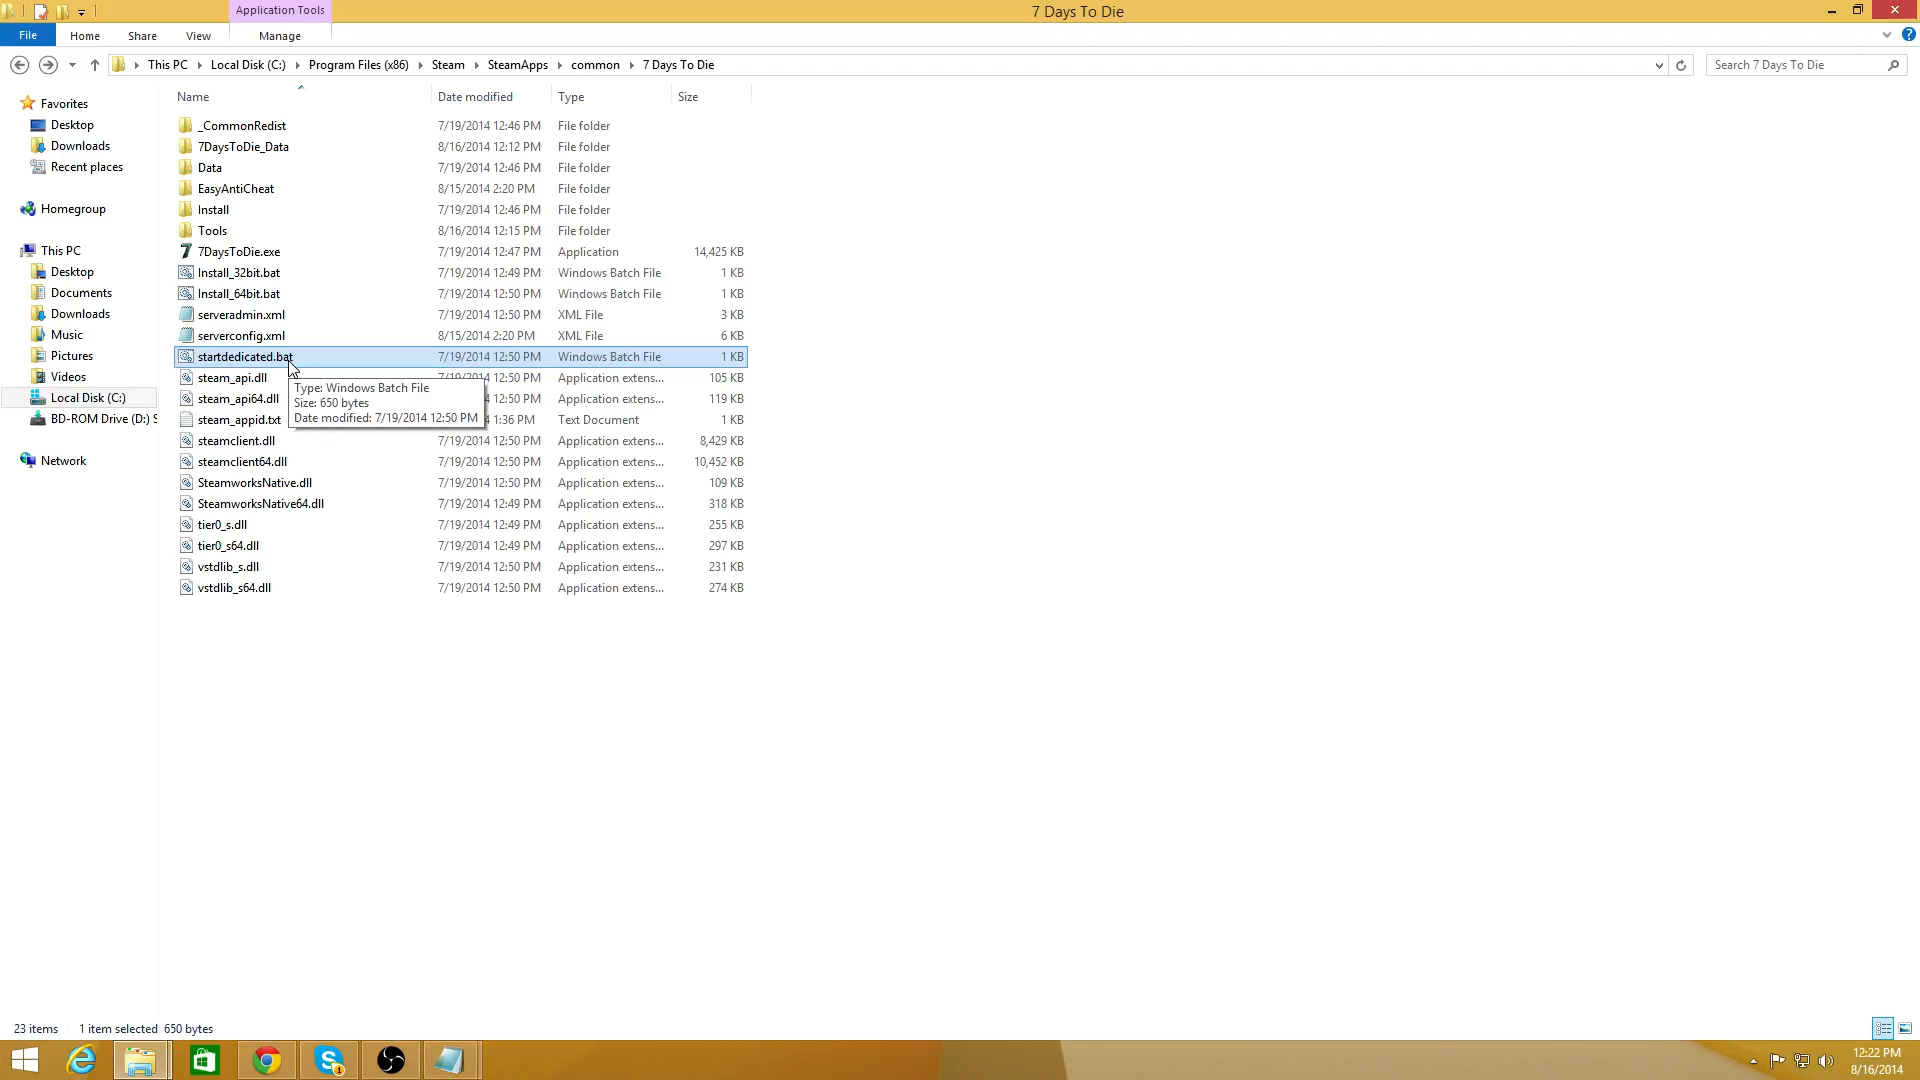 Application Tools
7 Days To Die
File Home Share View Manage
This PC Local Disk (C:) Program Files (x86) Steam SteamApps common 7 Days To Die
Search 7 Days To Die
Favorites
Desktop
Downloads
Recent places
Homegroup
This PC
Desktop
Documents
Downloads
Music
Pictures
Videos
Local Disk (C:)
BD-ROM Drive (D:) S
Network
Name Date modified Type Size
_CommonRedist 7/19/2014 12:46 PM File folder
7DaysToDie_Data 8/16/2014 12:12 PM File folder
Data 7/19/2014 12:46 PM File folder
EasyAntiCheat 8/15/2014 2:20 PM File folder
Install 7/19/2014 12:46 PM File folder
Tools 8/16/2014 12:15 PM File folder
7DaysToDie.exe 7/19/2014 12:47 PM Application 14,425 KB
Install_32bit.bat 7/19/2014 12:49 PM Windows Batch File 1 KB
Install_64bit.bat 7/19/2014 12:50 PM Windows Batch File 1 KB
serveradmin.xml 7/19/2014 12:50 PM XML File 3 KB
serverconfig.xml 8/15/2014 2:20 PM XML File 6 KB
startdedicated.bat 7/19/2014 12:50 PM Windows Batch File 1 KB
steam_api.dll 7/19/2014 12:50 PM Application extens... 105 KB
steam_api64.dll 12:50 PM Application extens... 119 KB
steam_appid.txt 1:36 PM Text Document 1 KB
steamclient.dll 7/19/2014 12:50 PM Application extens... 8,429 KB
steamclient64.dll 7/19/2014 12:50 PM Application extens... 10,452 KB
SteamworksNative.dll 7/19/2014 12:50 PM Application extens... 109 KB
SteamworksNative64.dll 7/19/2014 12:49 PM Application extens... 318 KB
tier0_s.dll 7/19/2014 12:49 PM Application extens... 255 KB
tier0_s64.dll 7/19/2014 12:49 PM Application extens... 297 KB
vstdlib_s.dll 7/19/2014 12:50 PM Application extens... 231 KB
vstdlib_s64.dll 7/19/2014 12:50 PM Application extens... 274 KB
Type: Windows Batch File
Size: 650 bytes
Date modified: 7/19/2014 12:50 PM
23 items 1 item selected 650 bytes
12:22 PM
8/16/2014